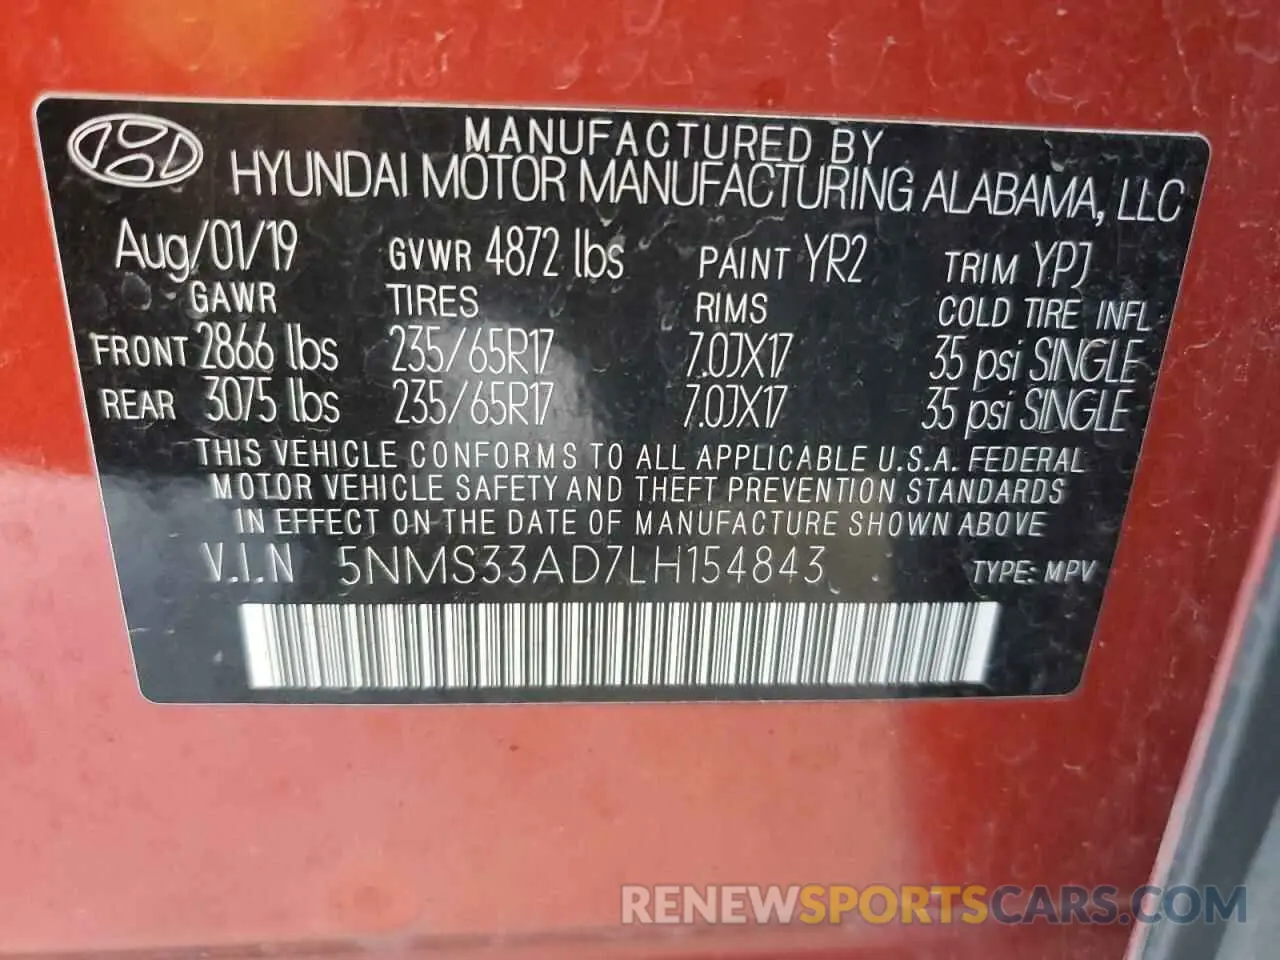 MANUFACTURED BY
HYUNDAI MOTOR MANUFACTURING ALABAMA, LLC
Aug/01/19 GVWR 4872 lbs PAINT YR2 TRIM YPJ
GAWR TIRES RIMS COLD TIRE INFL.
FRONT 2866 lbs 235/65R17 7.0JX17 35 psi SINGLE
REAR 3075 lbs 235/65R17 7.0JX17 35 psi SINGLE
THIS VEHICLE CONFORMS TO ALL APPLICABLE U.S.A. FEDERAL
MOTOR VEHICLE SAFETY AND THEFT PREVENTION STANDARDS
IN EFFECT ON THE DATE OF MANUFACTURE SHOWN ABOVE
V.I.N 5NMS33AD7LH154843 TYPE: MPV
RENEWSPORTSCARS.COM